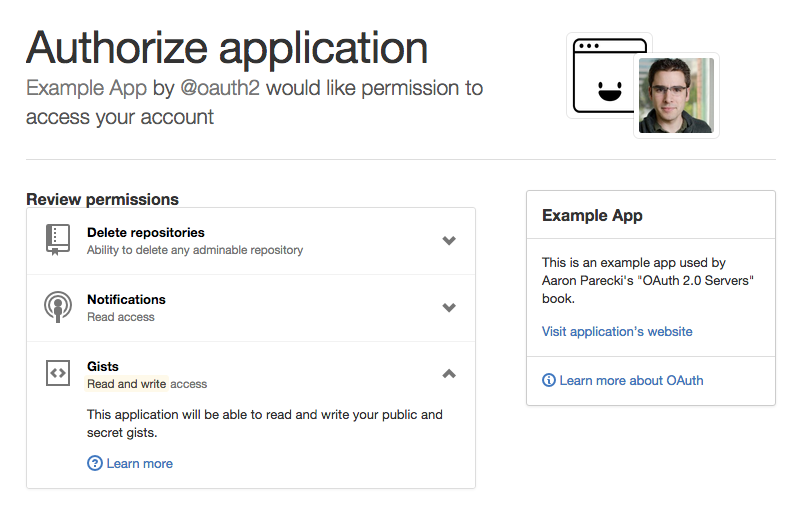 Authorize application
Example App by @oauth2 would like permission to
access your account
Review permissions
Delete repositories
Ability to delete any adminable repository
Notifications
Read access
Gists
Read and write access
This application will be able to read and write your public and
secret gists.
Learn more
Example App
This is an example app used by
Aaron Parecki's "OAuth 2.0 Servers"
book.
Visit application's website
Learn more about OAuth